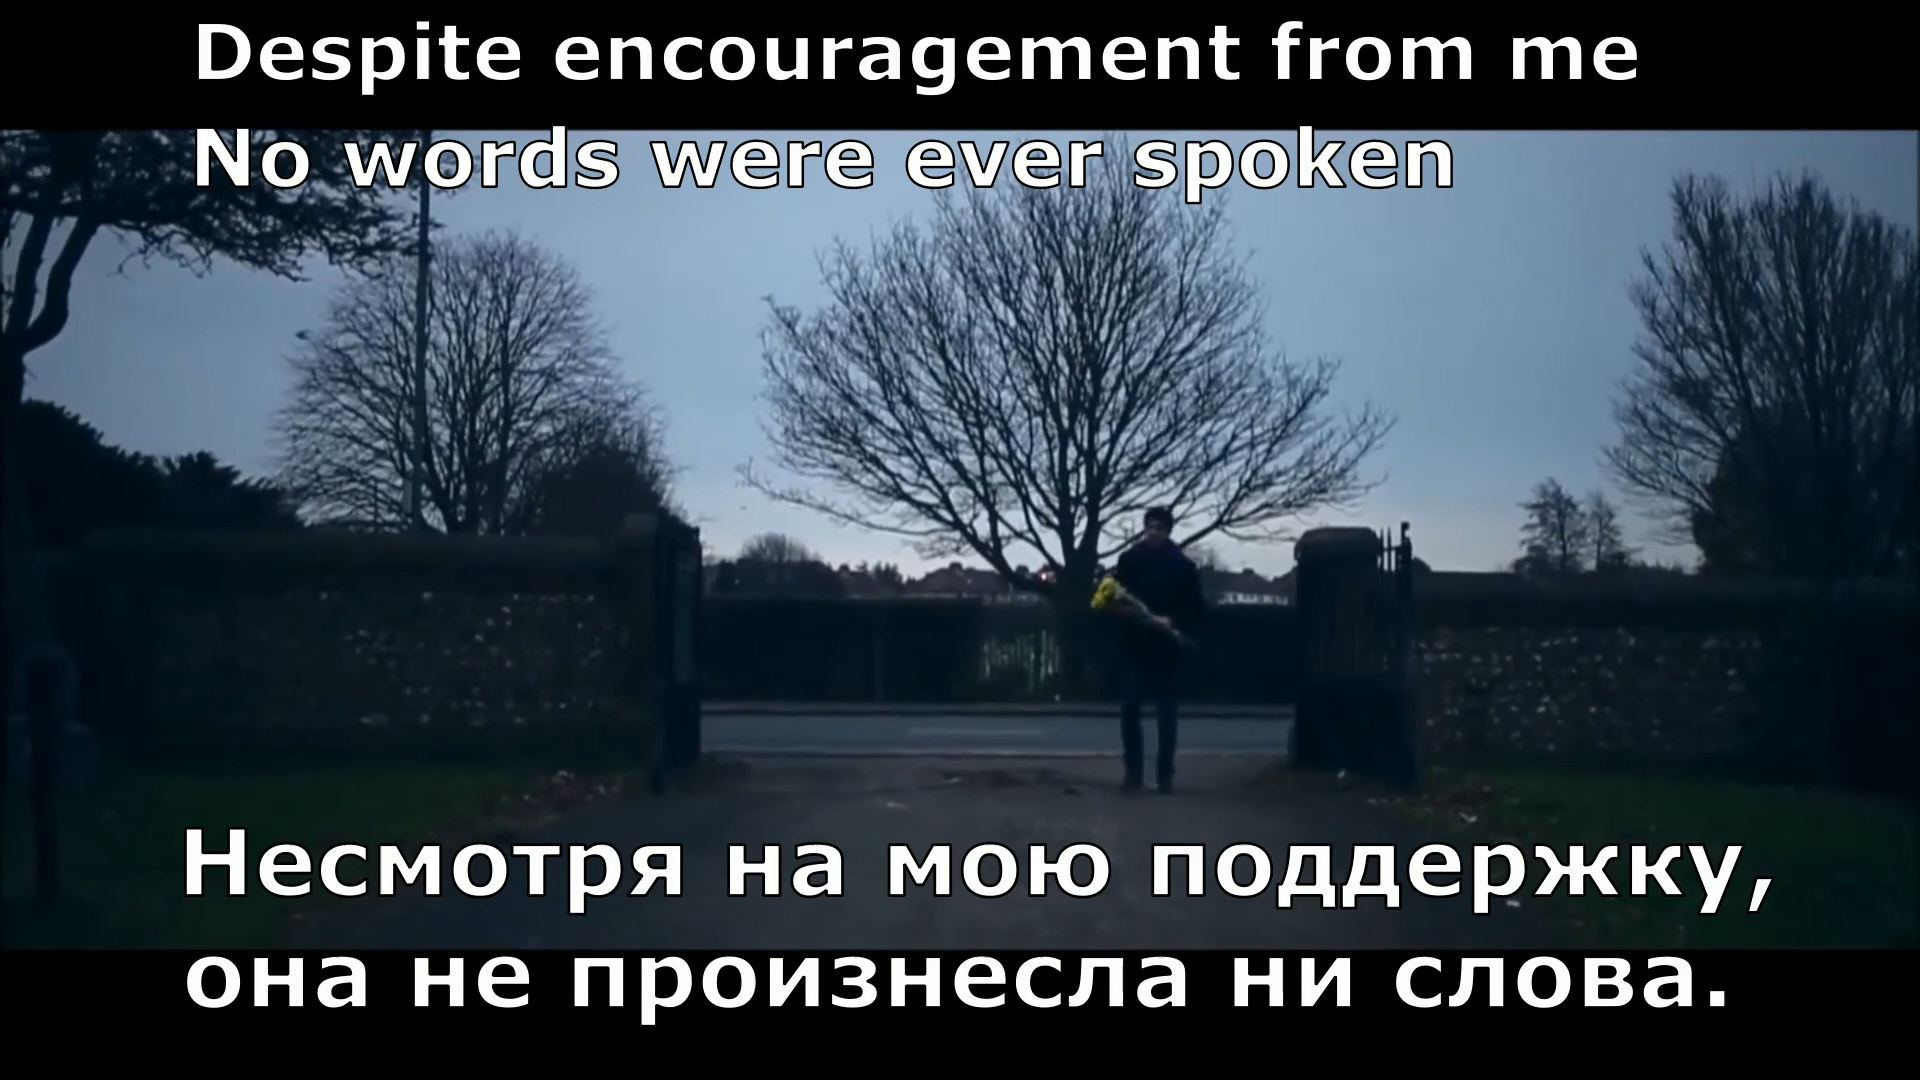 Despite encouragement from me
No words were ever spoken
Несмотря на мою поддержку,
она не произнесла ни слова.